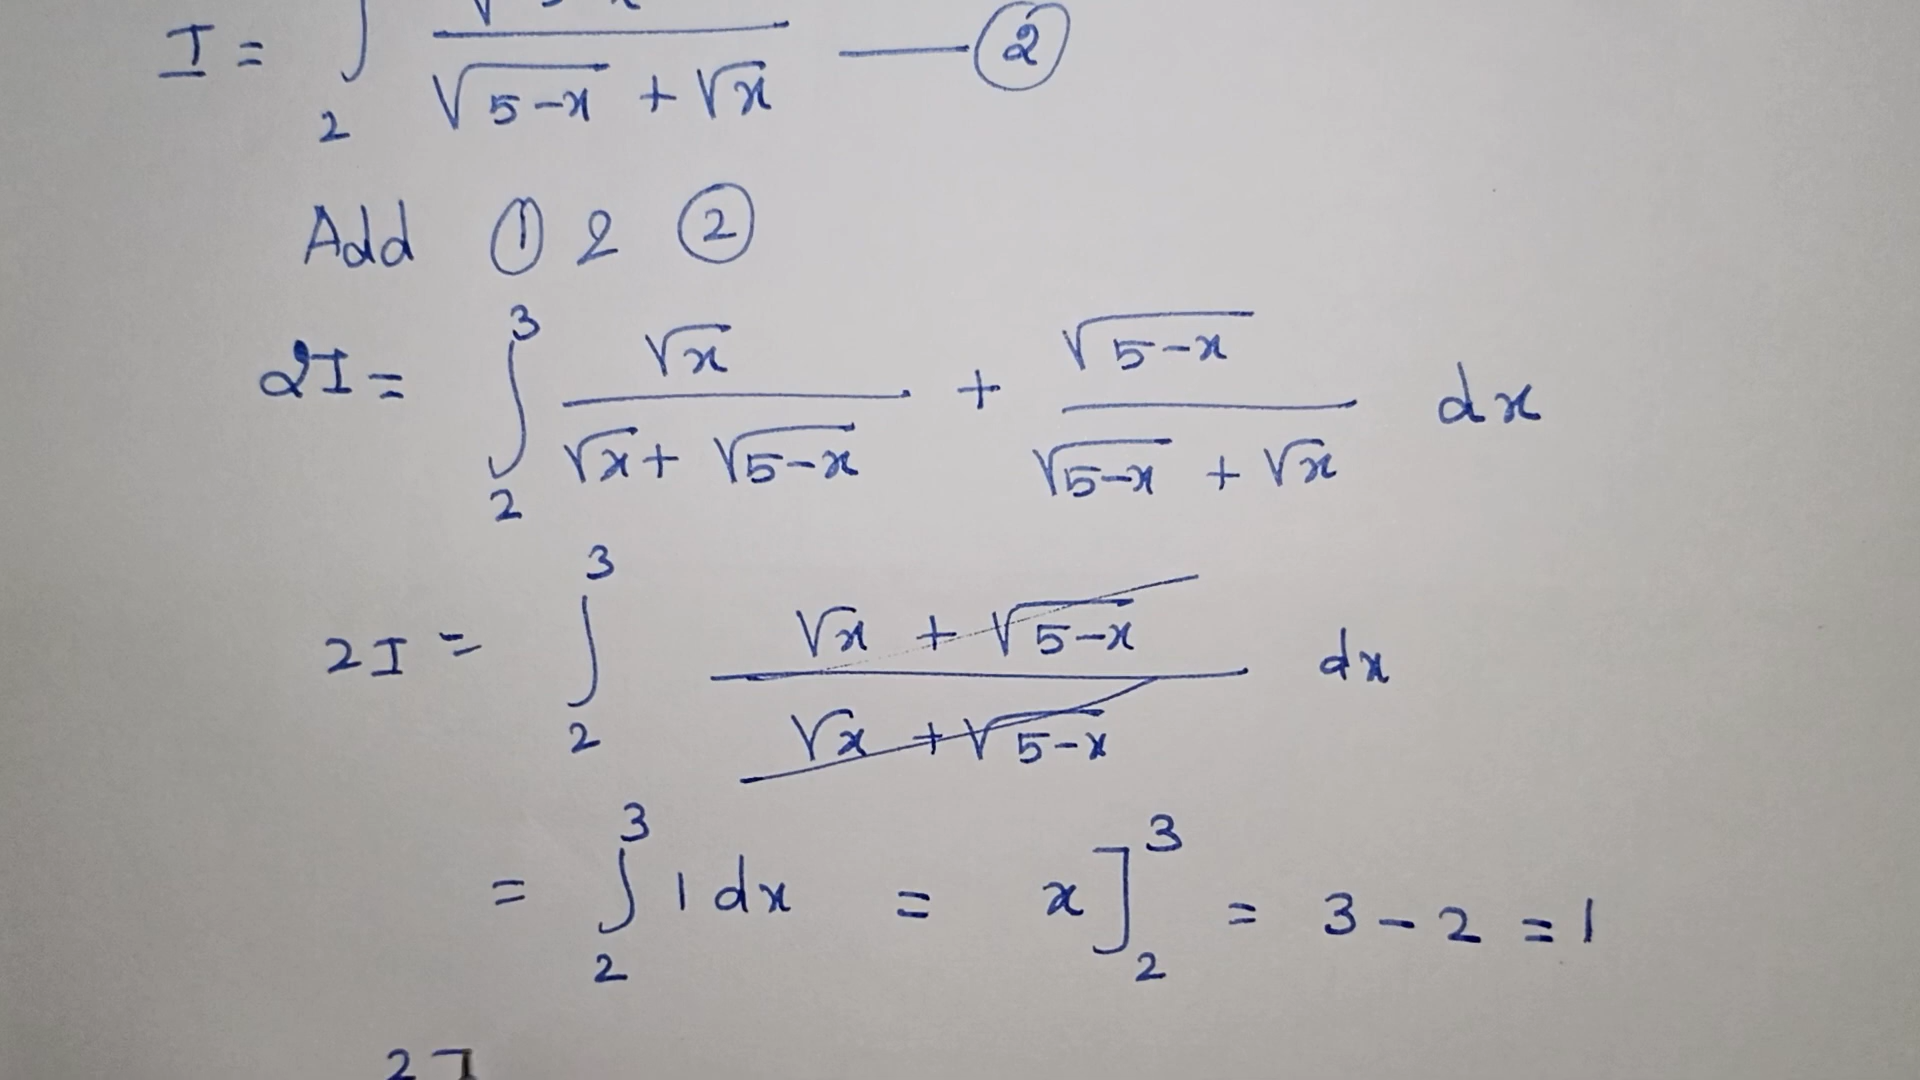 I = ∫₂ √5-x / (√5-x + √x) — ②
Add ① & ②
2I = ∫₂³ √x / (√x + √5-x) + √5-x / (√5-x + √x) dx
2I = ∫₂³ (√x + √5-x) / (√x + √5-x) dx
= ∫₂³ 1 dx = x]₂³ = 3 - 2 = 1
2I